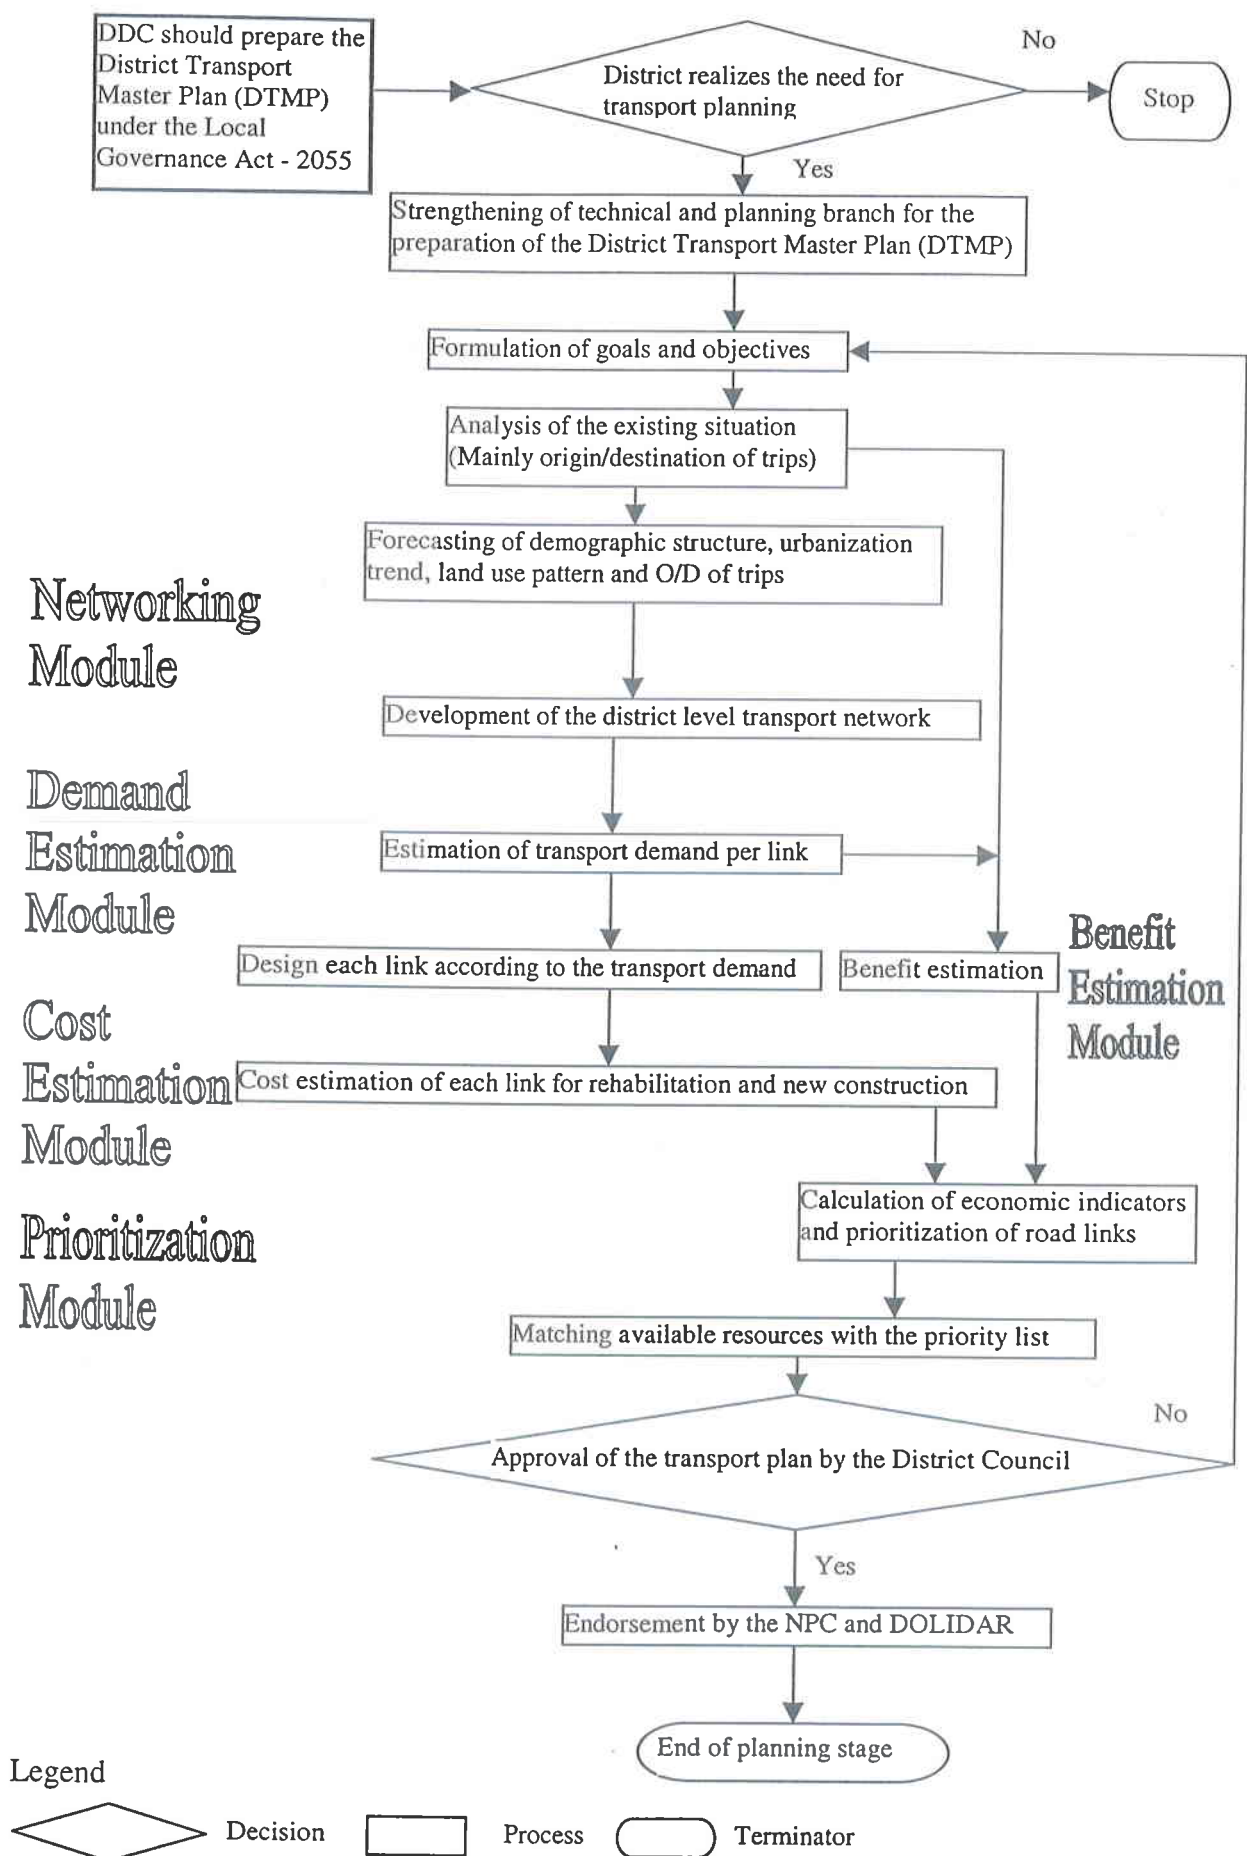 DDC should prepare the
District Transport
Master Plan (DTMP)
under the Local
Governance Act - 2055
District realizes the need for
transport planning
No
Stop
Yes
Strengthening of technical and planning branch for the
preparation of the District Transport Master Plan (DTMP)
Formulation of goals and objectives
Analysis of the existing situation
(Mainly origin/destination of trips)
Forecasting of demographic structure, urbanization
trend, land use pattern and O/D of trips
Networking
Module
Development of the district level transport network
Demand
Estimation
Module
Estimation of transport demand per link
Design each link according to the transport demand
Benefit estimation
Benefit
Estimation
Module
Cost
Estimation
Module
Cost estimation of each link for rehabilitation and new construction
Calculation of economic indicators
and prioritization of road links
Prioritization
Module
Matching available resources with the priority list
No
Approval of the transport plan by the District Council
Yes
Endorsement by the NPC and DOLIDAR
End of planning stage
Legend
Decision
Process
Terminator